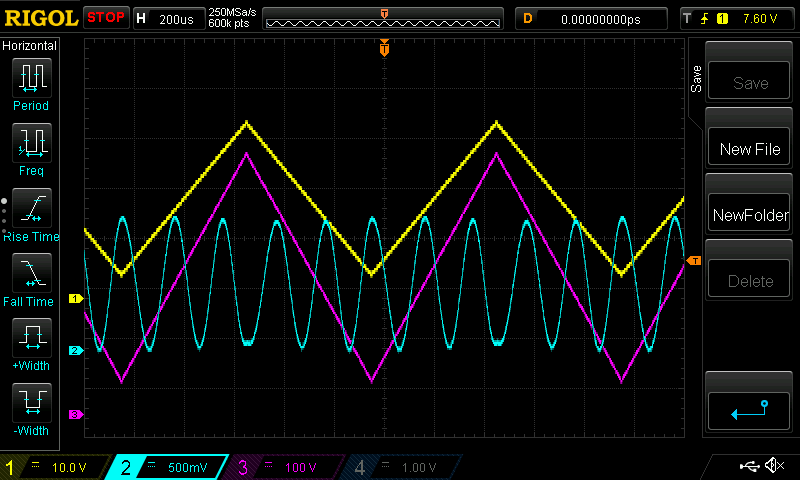 RIGOL STOP H 200us 250MSa/s D 0.00000000ps T 1 7.60 V
600k pts
T
Horizontal
Period
Freq
Rise Time
Fall Time
+Width
-Width
T
T
1
2
3
Save
Save
New File
NewFolder
Delete
1 10.0 V 2 500mV 3 100 V 4 1.00 V